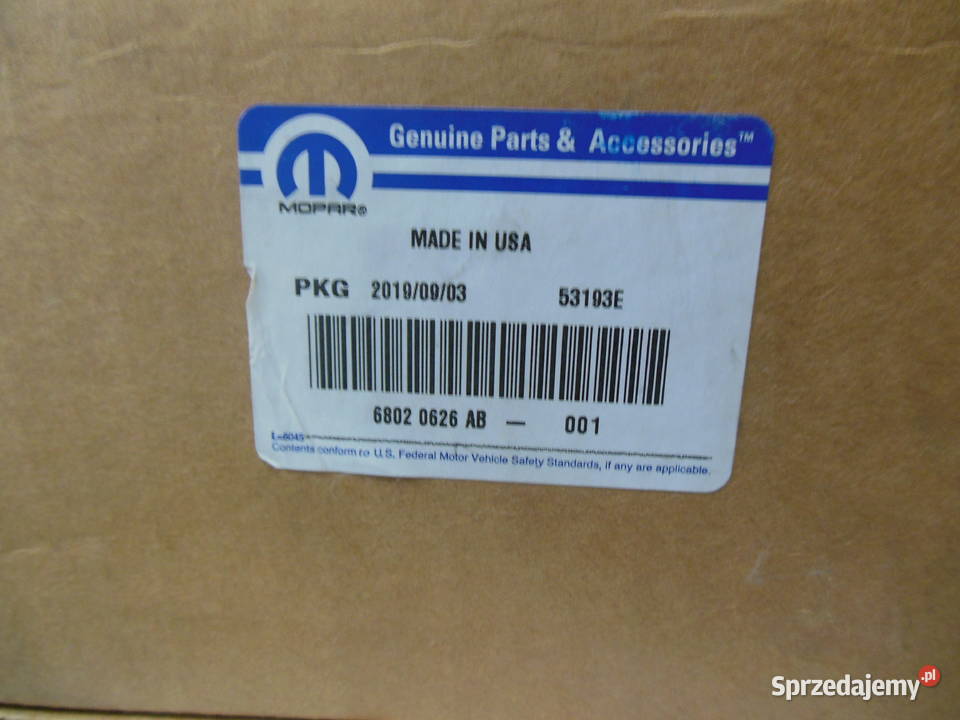 Genuine Parts & Accessories™
MOPAR®
MADE IN USA
PKG 2019/09/03 53193E
6802 0626 AB — 001
L-6045
Contents conform to U.S. Federal Motor Vehicle Safety Standards, if any are applicable.
Sprzedajemy.pl